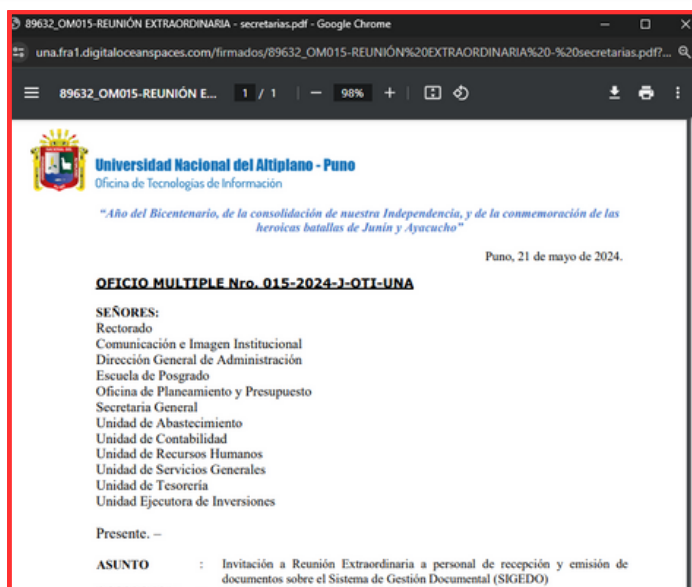 89632_OM015-REUNIÓN EXTRAORDINARIA - secretarias.pdf - Google Chrome
una.fra1.digitaloceanspaces.com/firmados/89632_OM015-REUNIÓN%20EXTRAORDINARIA%20-%20secretarias.pdf?...
89632_OM015-REUNIÓN E... 1 / 1 | − 98% + |
Universidad Nacional del Altiplano - Puno
Oficina de Tecnologías de Información
“Año del Bicentenario, de la consolidación de nuestra Independencia, y de la conmemoración de las
heroicas batallas de Junín y Ayacucho”
Puno, 21 de mayo de 2024.
OFICIO MULTIPLE Nro. 015-2024-J-OTI-UNA
SEÑORES:
Rectorado
Comunicación e Imagen Institucional
Dirección General de Administración
Escuela de Posgrado
Oficina de Planeamiento y Presupuesto
Secretaria General
Unidad de Abastecimiento
Unidad de Contabilidad
Unidad de Recursos Humanos
Unidad de Servicios Generales
Unidad de Tesorería
Unidad Ejecutora de Inversiones
Presente. –
ASUNTO : Invitación a Reunión Extraordinaria a personal de recepción y emisión de
documentos sobre el Sistema de Gestión Documental (SIGEDO)